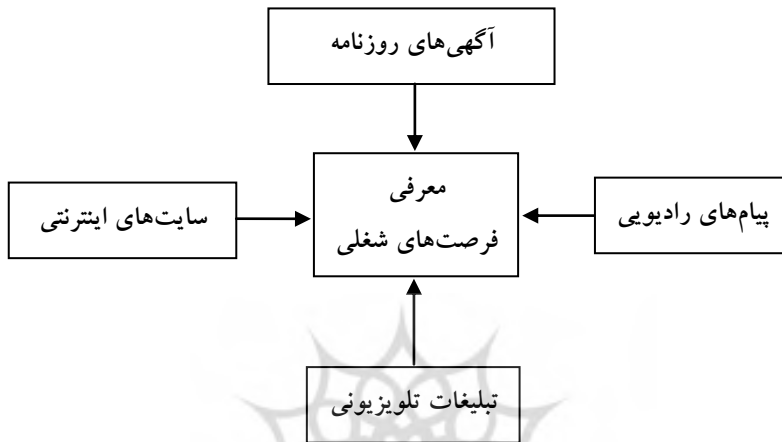 آگهی‌های روزنامه
معرفی
فرصت‌های شغلی
پیام‌های رادیویی
سایت‌های اینترنتی
تبلیغات تلویزیونی